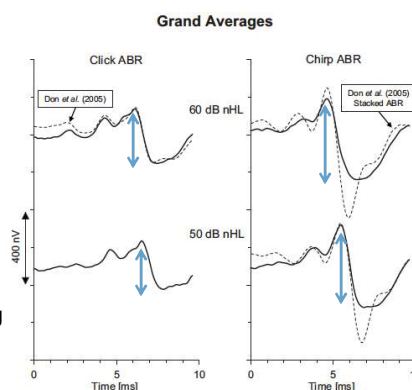 Grand Averages
Click ABR
Chirp ABR
Don et al. (2005)
Don et al. (2005)
Stacked ABR
60 dB nHL
50 dB nHL
400 nV
0
5
10
0
5
Time [ms]
Time [ms]